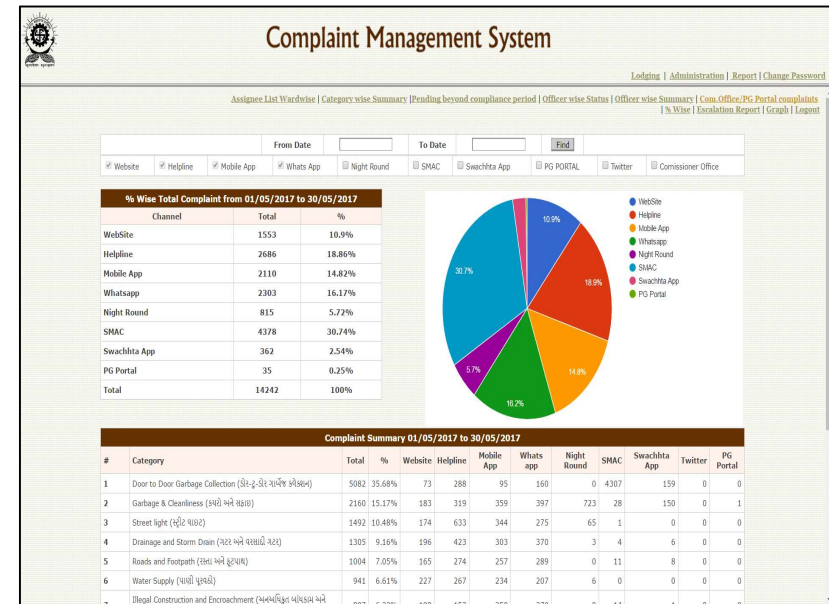 Complaint Management System
Lodging | Administration | Report | Change Password
Assignee List Wardwise | Category wise Summary |Pending beyond compliance period | Officer wise Status | Officer wise Summary | Com.Office/PG Portal complaints
| % Wise | Escalation Report | Graph | Logout
From Date To Date Find
Website Helpline Mobile App Whats App Night Round SMAC Swachhta App PG PORTAL Twitter Comissioner Office
% Wise Total Complaint from 01/05/2017 to 30/05/2017
Channel Total %
WebSite 1553 10.9%
Helpline 2686 18.86%
Mobile App 2110 14.82%
Whatsapp 2303 16.17%
Night Round 815 5.72%
SMAC 4378 30.74%
Swachhta App 362 2.54%
PG Portal 35 0.25%
Total 14242 100%
10.9%
18.9%
14.8%
16.2%
5.7%
30.7%
WebSite
Helpline
Mobile App
Whatsapp
Night Round
SMAC
Swachhta App
PG Portal
Complaint Summary 01/05/2017 to 30/05/2017
# Category Total % Website Helpline Mobile App Whats app Night Round SMAC Swachhta App Twitter PG Portal
1 Door to Door Garbage Collection (ડોર-ટુ-ડોર ગાર્બેજ કલેક્શન) 5082 35.68% 73 288 95 160 0 4307 159 0 0
2 Garbage & Cleanliness (કચરો અને સફાઇ) 2160 15.17% 183 319 359 397 723 28 150 0 1
3 Street light (સ્ટ્રીટ લાઇટ) 1492 10.48% 174 633 344 275 65 1 0 0 0
4 Drainage and Storm Drain (ગટર અને વરસાદી ગટર) 1305 9.16% 196 423 303 370 3 4 6 0 0
5 Roads and Footpath (રસ્તા અને ફૂટપાથ) 1004 7.05% 165 274 257 289 0 11 8 0 0
6 Water Supply (પાણી પૂરવઠો) 941 6.61% 227 267 234 207 6 0 0 0 0
Illegal Construction and Encroachment (અનઅધિકૃત બાંધકામ અને